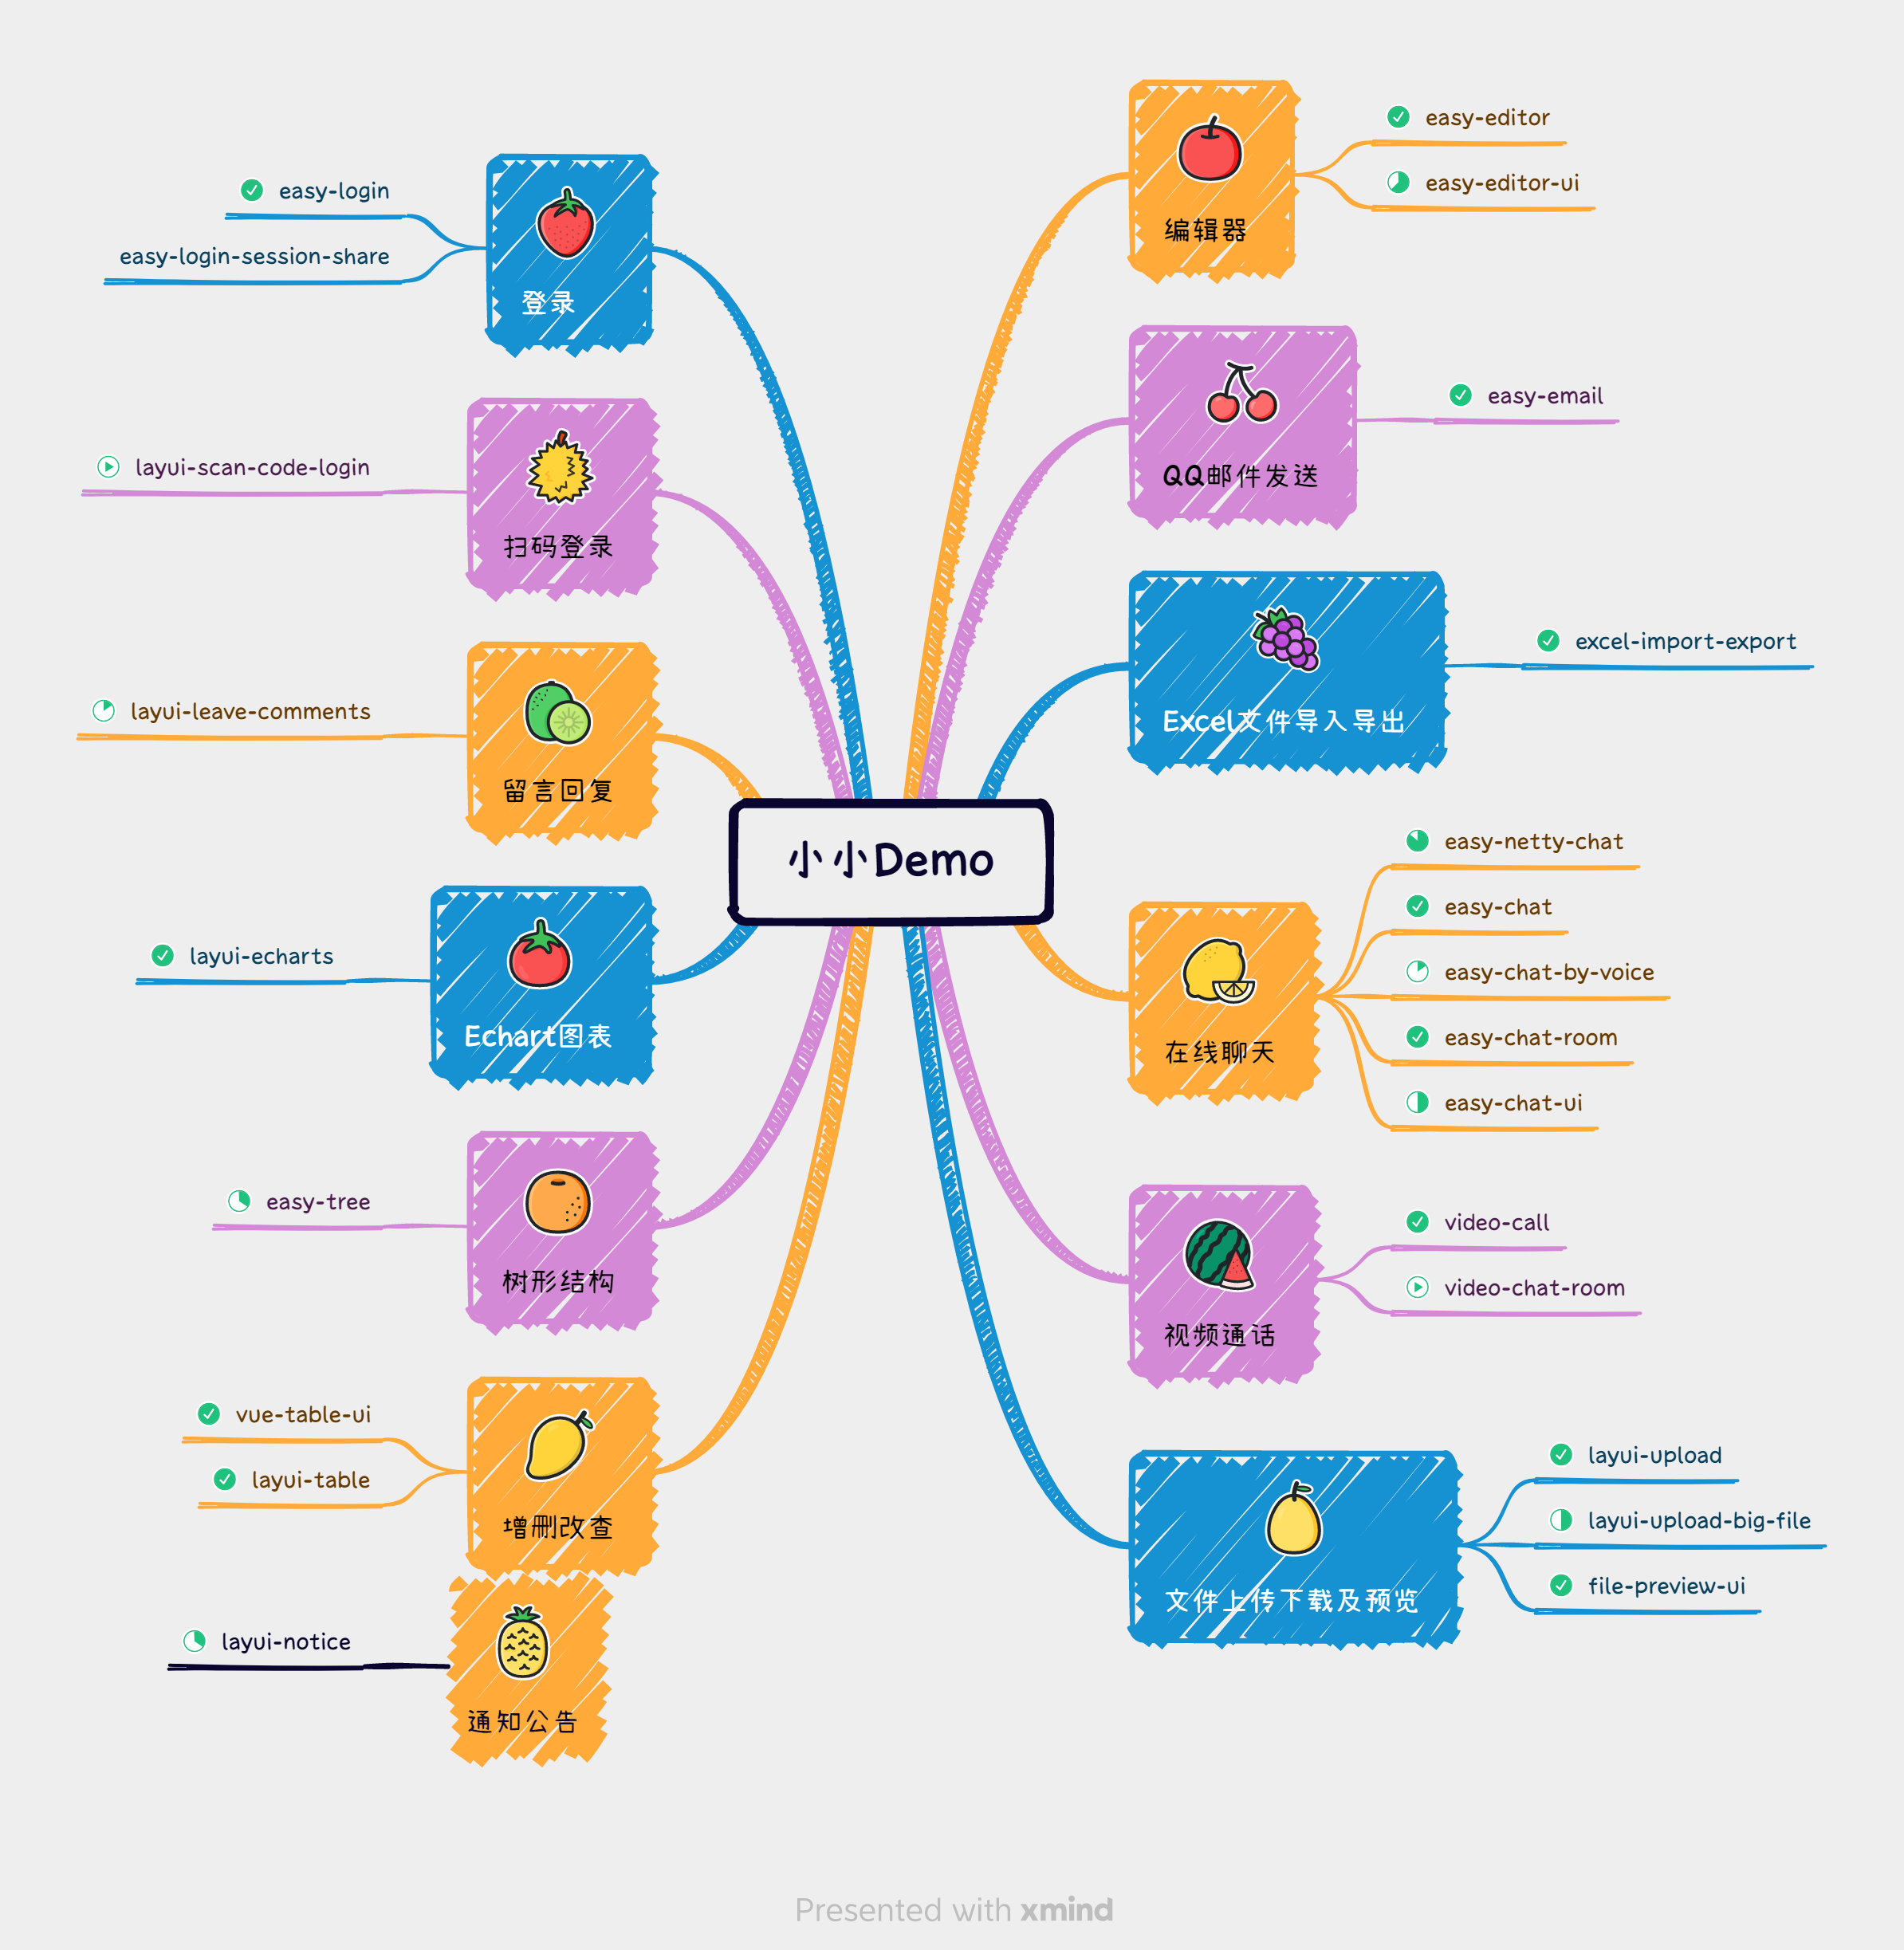 小小Demo
登录
easy-login
easy-login-session-share
扫码登录
layui-scan-code-login
留言回复
layui-leave-comments
Echart图表
layui-echarts
树形结构
easy-tree
增删改查
vue-table-ui
layui-table
通知公告
layui-notice
编辑器
easy-editor
easy-editor-ui
QQ邮件发送
easy-email
Excel文件导入导出
excel-import-export
在线聊天
easy-netty-chat
easy-chat
easy-chat-by-voice
easy-chat-room
easy-chat-ui
视频通话
video-call
video-chat-room
文件上传下载及预览
layui-upload
layui-upload-big-file
file-preview-ui
Presented with xmind